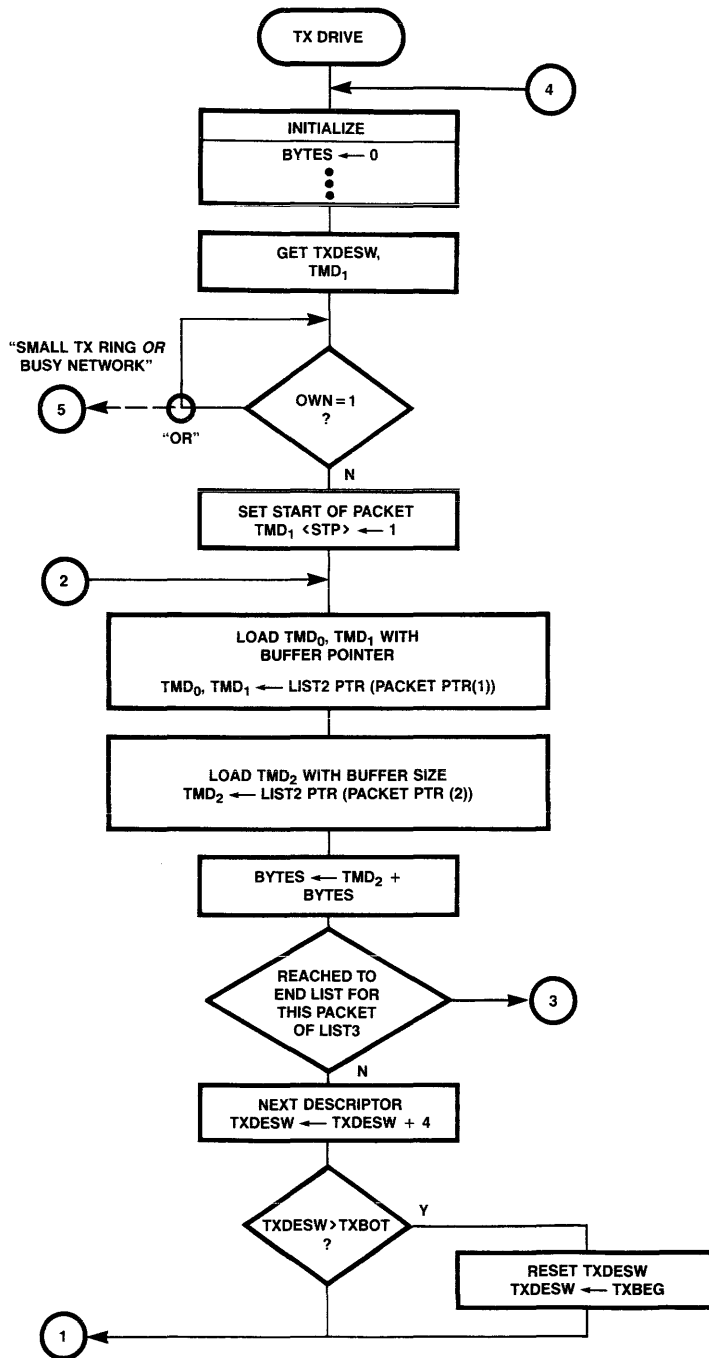 TX DRIVE
4
INITIALIZE
BYTES ← 0
GET TXDESW,
TMD₁
"SMALL TX RING OR
BUSY NETWORK"
5
"OR"
OWN = 1
?
N
SET START OF PACKET
TMD₁ <STP> ← 1
2
LOAD TMD₀, TMD₁ WITH
BUFFER POINTER
TMD₀, TMD₁ ← LIST2 PTR (PACKET PTR(1))
LOAD TMD₂ WITH BUFFER SIZE
TMD₂ ← LIST2 PTR (PACKET PTR (2))
BYTES ← TMD₂ +
BYTES
REACHED TO
END LIST FOR
THIS PACKET
OF LIST3
3
N
NEXT DESCRIPTOR
TXDESW ← TXDESW + 4
TXDESW > TXBOT
?
Y
RESET TXDESW
TXDESW ← TXBEG
1